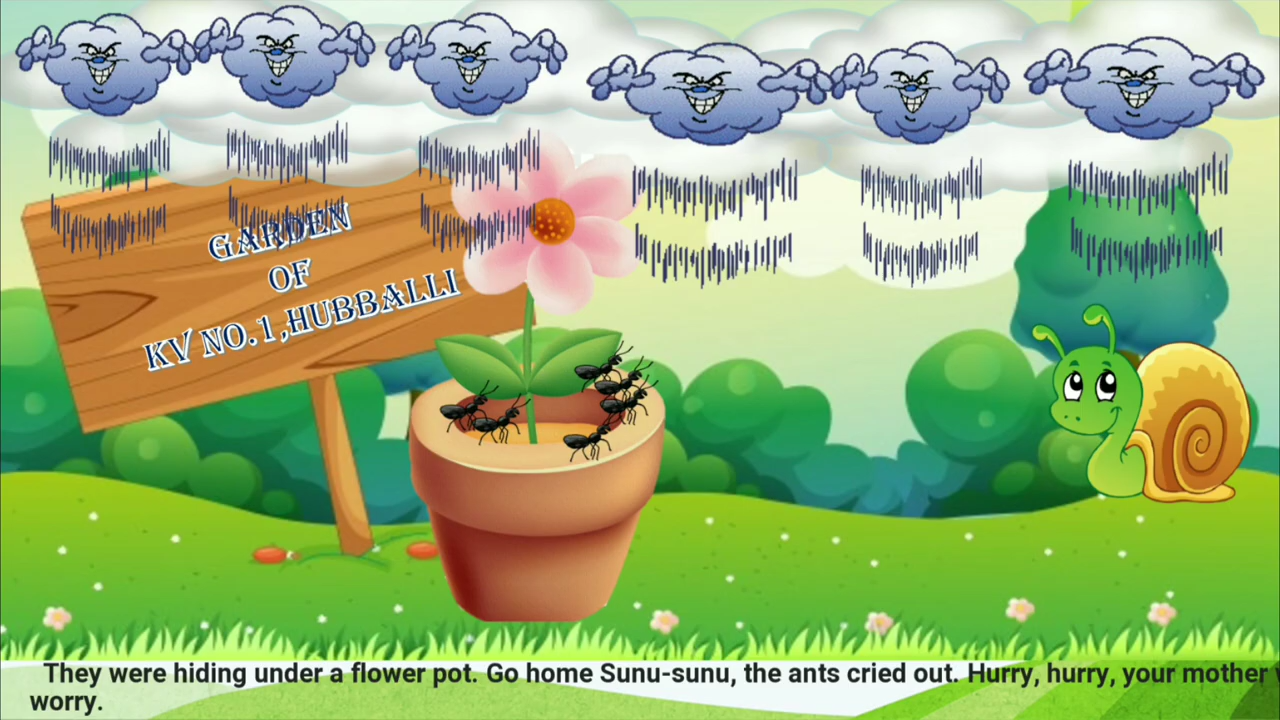 GARDEN
OF
KV NO.1,HUBBALLI
They were hiding under a flower pot. Go home Sunu-sunu, the ants cried out. Hurry, hurry, your mother
worry.